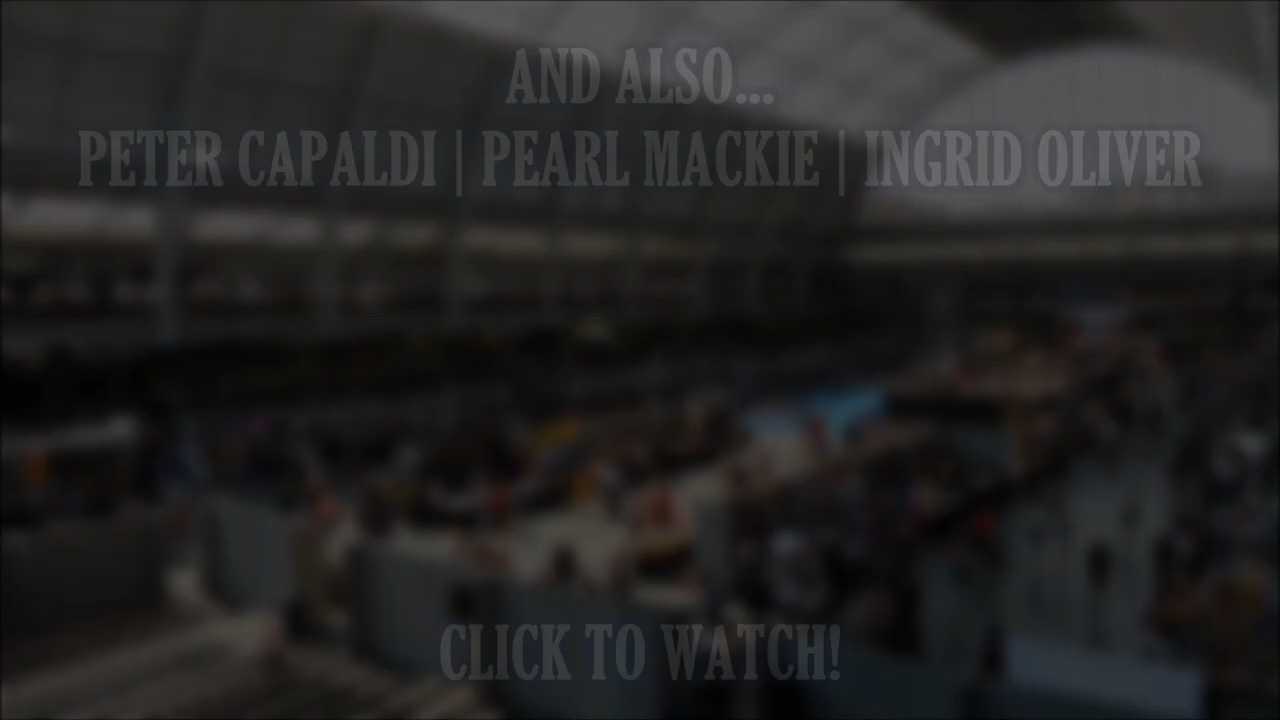 AND ALSO...
PETER CAPALDI | PEARL MACKIE | INGRID OLIVER
CLICK TO WATCH!